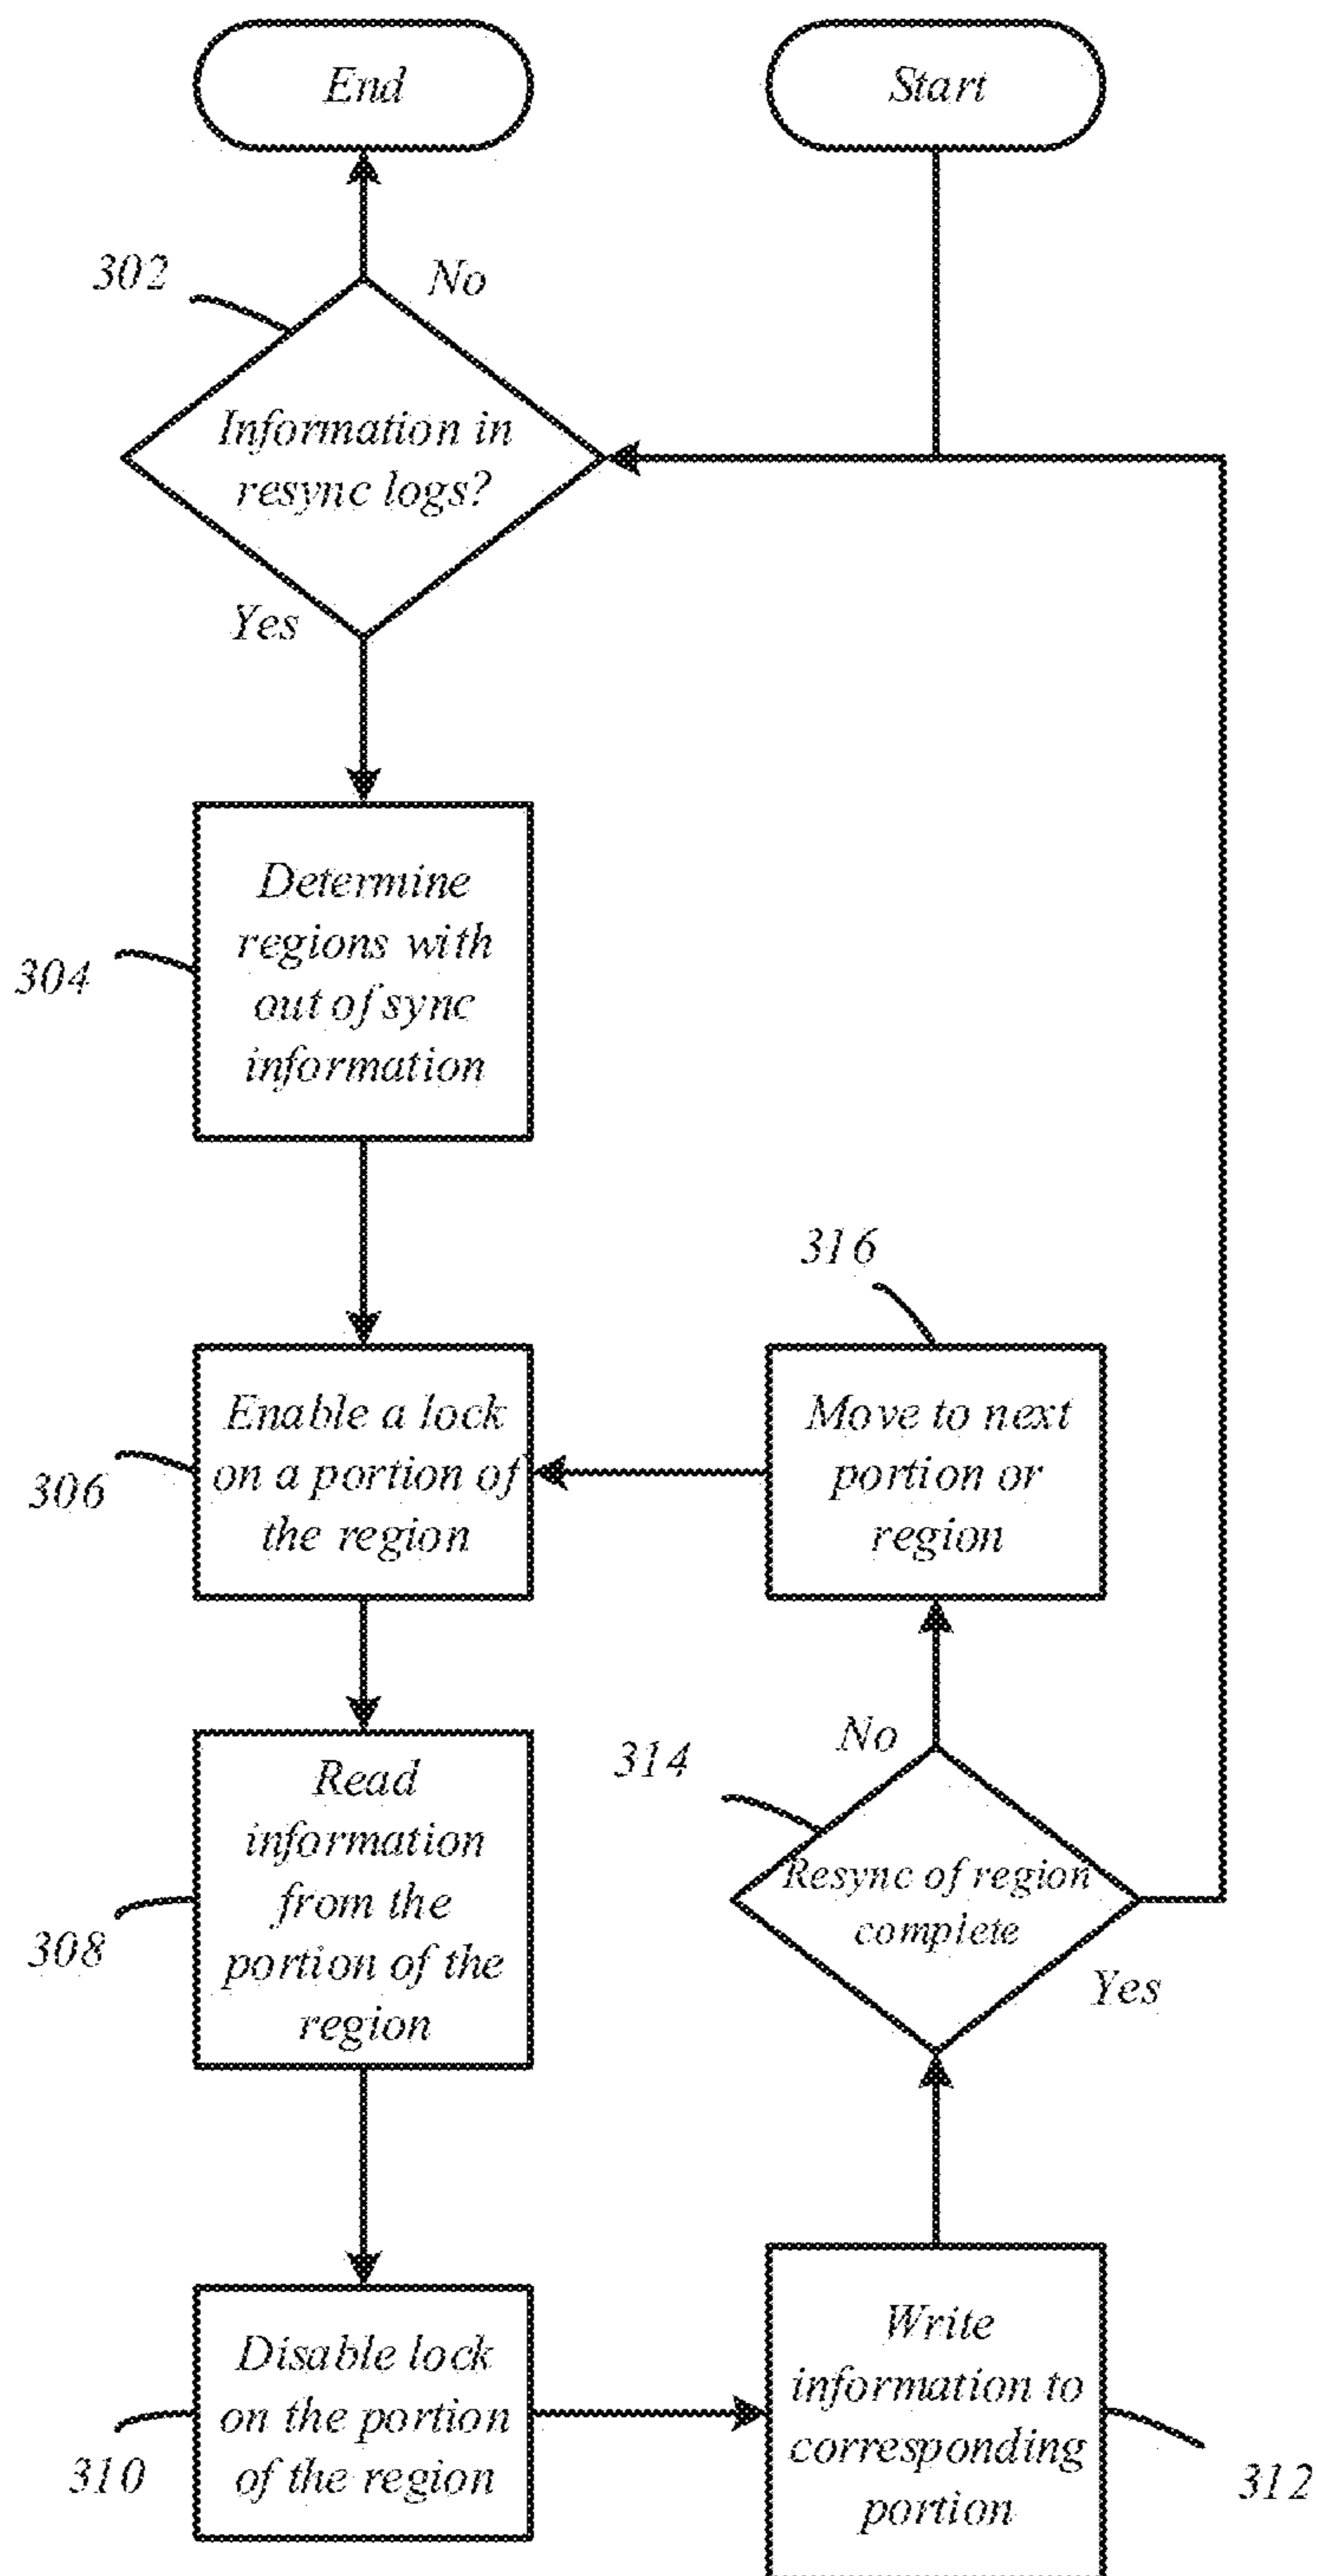 End
Start
302
No
Information in
resync logs?
Yes
Determine
regions with
out of sync
information
304
316
Enable a lock
on a portion of
the region
306
Move to next
portion or
region
Read
information
from the
portion of the
region
308
No
314
Resync of region
complete
Yes
Disable lock
on the portion
of the region
310
Write
information to
corresponding
portion
312